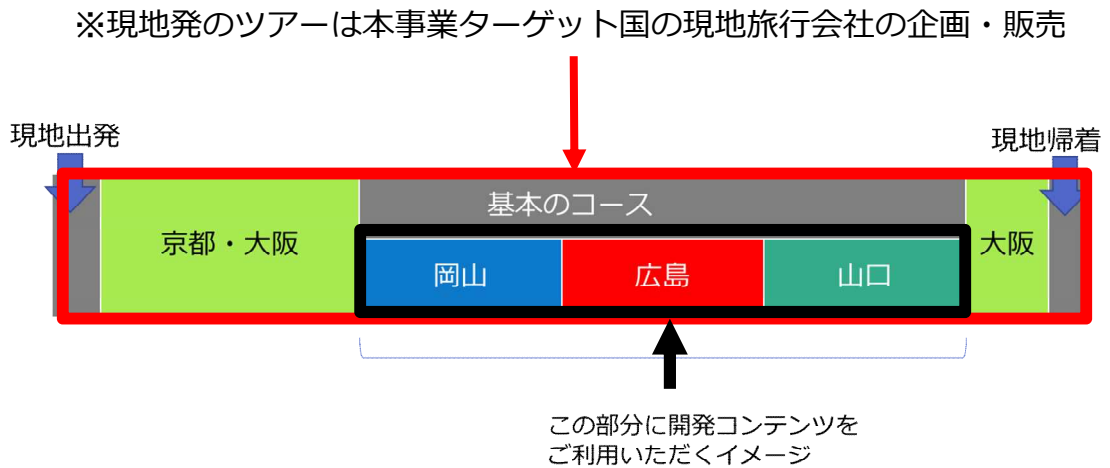 ※現地発のツアーは本事業ターゲット国の現地旅行会社の企画・販売
現地出発
現地帰着
基本のコース
京都・大阪
大阪
岡山
広島
山口
この部分に開発コンテンツを
ご利用いただくイメージ